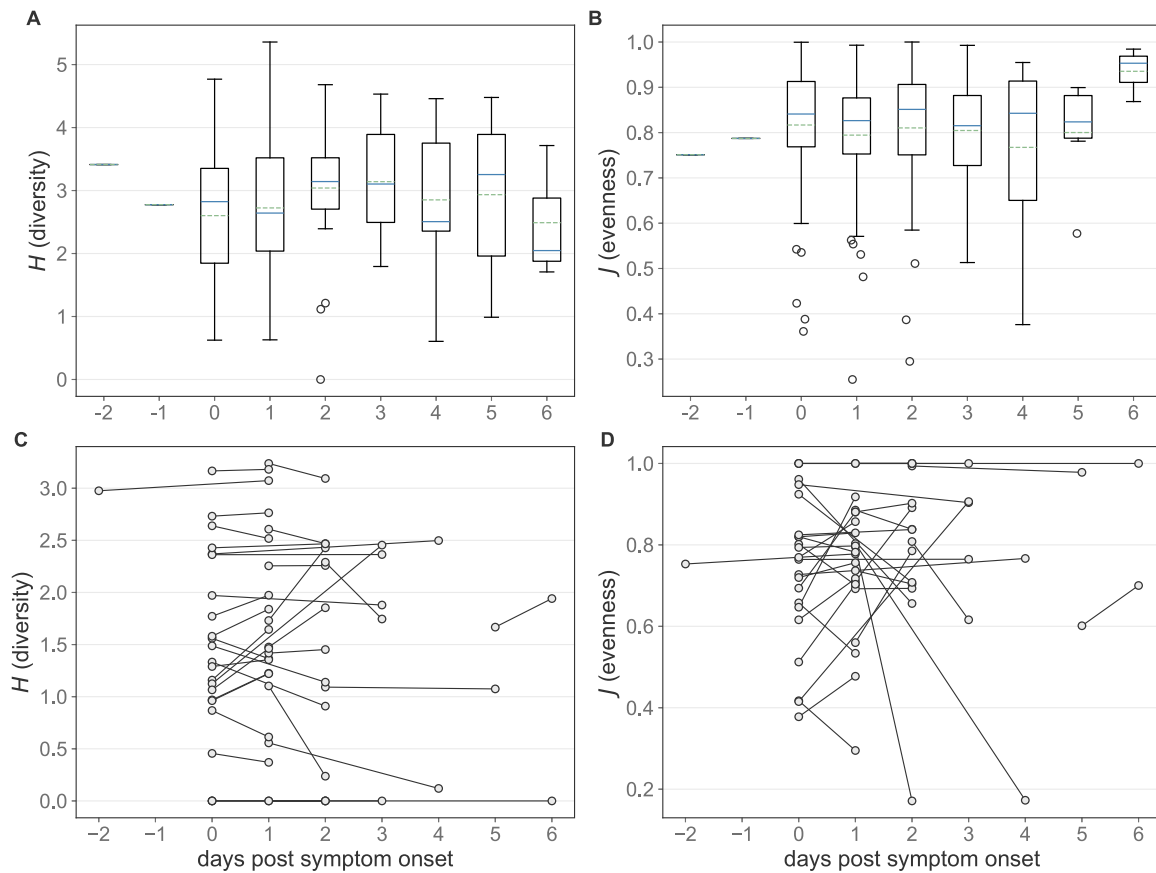 A
B
H (diversity)
5
4
3
2
1
0
-2 -1 0 1 2 3 4 5 6
J (evenness)
1.0
0.9
0.8
0.7
0.6
0.5
0.4
0.3
-2 -1 0 1 2 3 4 5 6
C
D
H (diversity)
3.0
2.5
2.0
1.5
1.0
0.5
0.0
−2 −1 0 1 2 3 4 5 6
days post symptom onset
J (evenness)
1.0
0.8
0.6
0.4
0.2
−2 −1 0 1 2 3 4 5 6
days post symptom onset